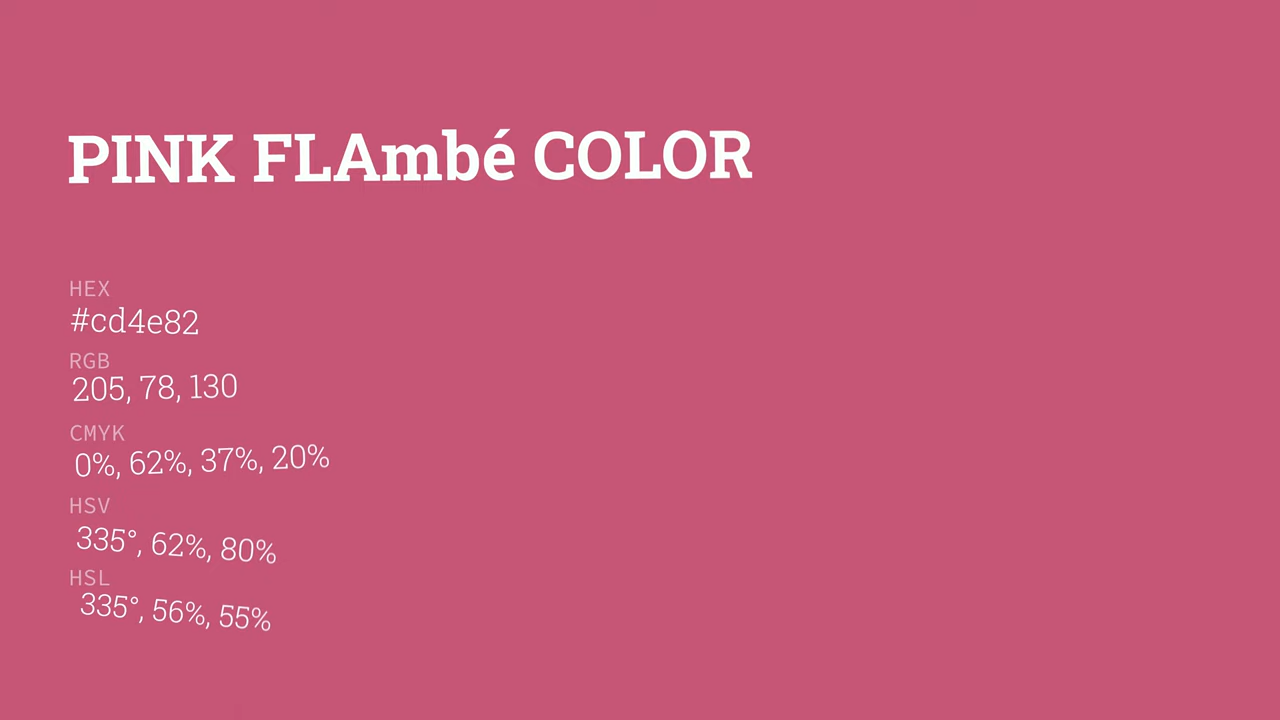 PINK FLAmbé COLOR
HEX
#cd4e82
RGB
205, 78, 130
CMYK
0%, 62%, 37%, 20%
HSV
335°, 62%, 80%
HSL
335°, 56%, 55%